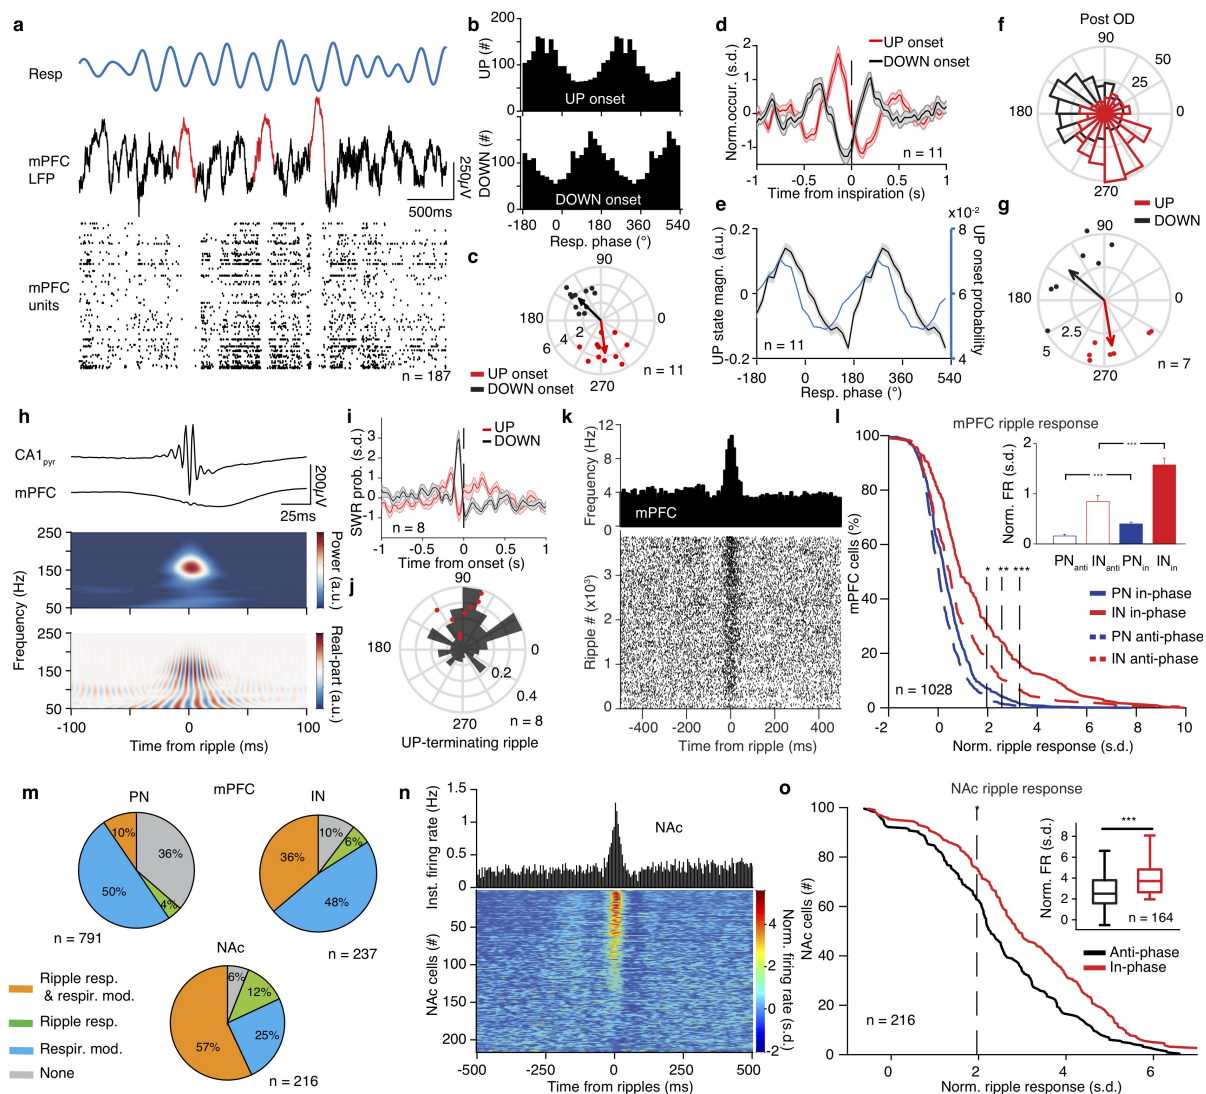 a
Resp
mPFC
LFP
250µV
500ms
mPFC
units
n = 187
b
200
UP (#)
100
0
UP onset
DOWN (#)
100
0
DOWN onset
-180 0 180 360 540
Resp. phase (°)
c
90
180
0
2
4
6
270
n = 11
UP onset
DOWN onset
d
UP onset
DOWN onset
Norm.occur. (s.d.)
2
1
0
-1
n = 11
-1 -0.5 0 0.5 1
Time from inspiration (s)
e
x10-2
UP state magn. (a.u.)
0.2
0
-0.2
8
6
4
UP onset probability
n = 11
-180 0 180 360 540
Resp. phase (°)
f
Post OD
90
50
25
180
0
270
UP
DOWN
g
90
180
0
2.5
5
270
n = 7
h
CA1pyr
mPFC
200µV
25ms
250
150
50
Power (a.u.)
Frequency (Hz)
250
150
50
Real-part (a.u.)
-100 -50 0 50 100
Time from ripple (ms)
i
UP
DOWN
SWR prob. (s.d.)
3
2
1
0
-1
n = 8
-1 -0.5 0 0.5 1
Time from onset (s)
j
90
180
0
0.2
0.4
270
n = 8
UP-terminating ripple
k
Frequency (Hz)
12
8
4
0
mPFC
Ripple # (x10³)
3
2
1
0
-400 -200 0 200 400
Time from ripple (ms)
l
mPFC ripple response
mPFC cells (%)
100
80
60
40
20
0
Norm. FR (s.d.)
2
1
0
***
***
PNanti INanti PNin INin
* ** ***
PN in-phase
IN in-phase
PN anti-phase
IN anti-phase
n = 1028
-2 0 2 4 6 8 10
Norm. ripple response (s.d.)
m
mPFC
PN
10%
36%
50%
4%
n = 791
IN
10%
6%
36%
48%
n = 237
NAc
6%
12%
25%
57%
n = 216
Ripple resp.
& respir. mod.
Ripple resp.
Respir. mod.
None
n
Inst. firing rate (Hz)
1.5
1
0.5
0
NAc
NAc cells (#)
50
100
150
200
4
2
0
-2
Norm. firing rate (s.d.)
-500 -250 0 250 500
Time from ripples (ms)
o
NAc ripple response
NAc cells (#)
100
80
60
40
20
0
*
Norm. FR (s.d.)
8
6
4
2
0
***
n = 164
Anti-phase
In-phase
n = 216
0 2 4 6
Norm. ripple response (s.d.)